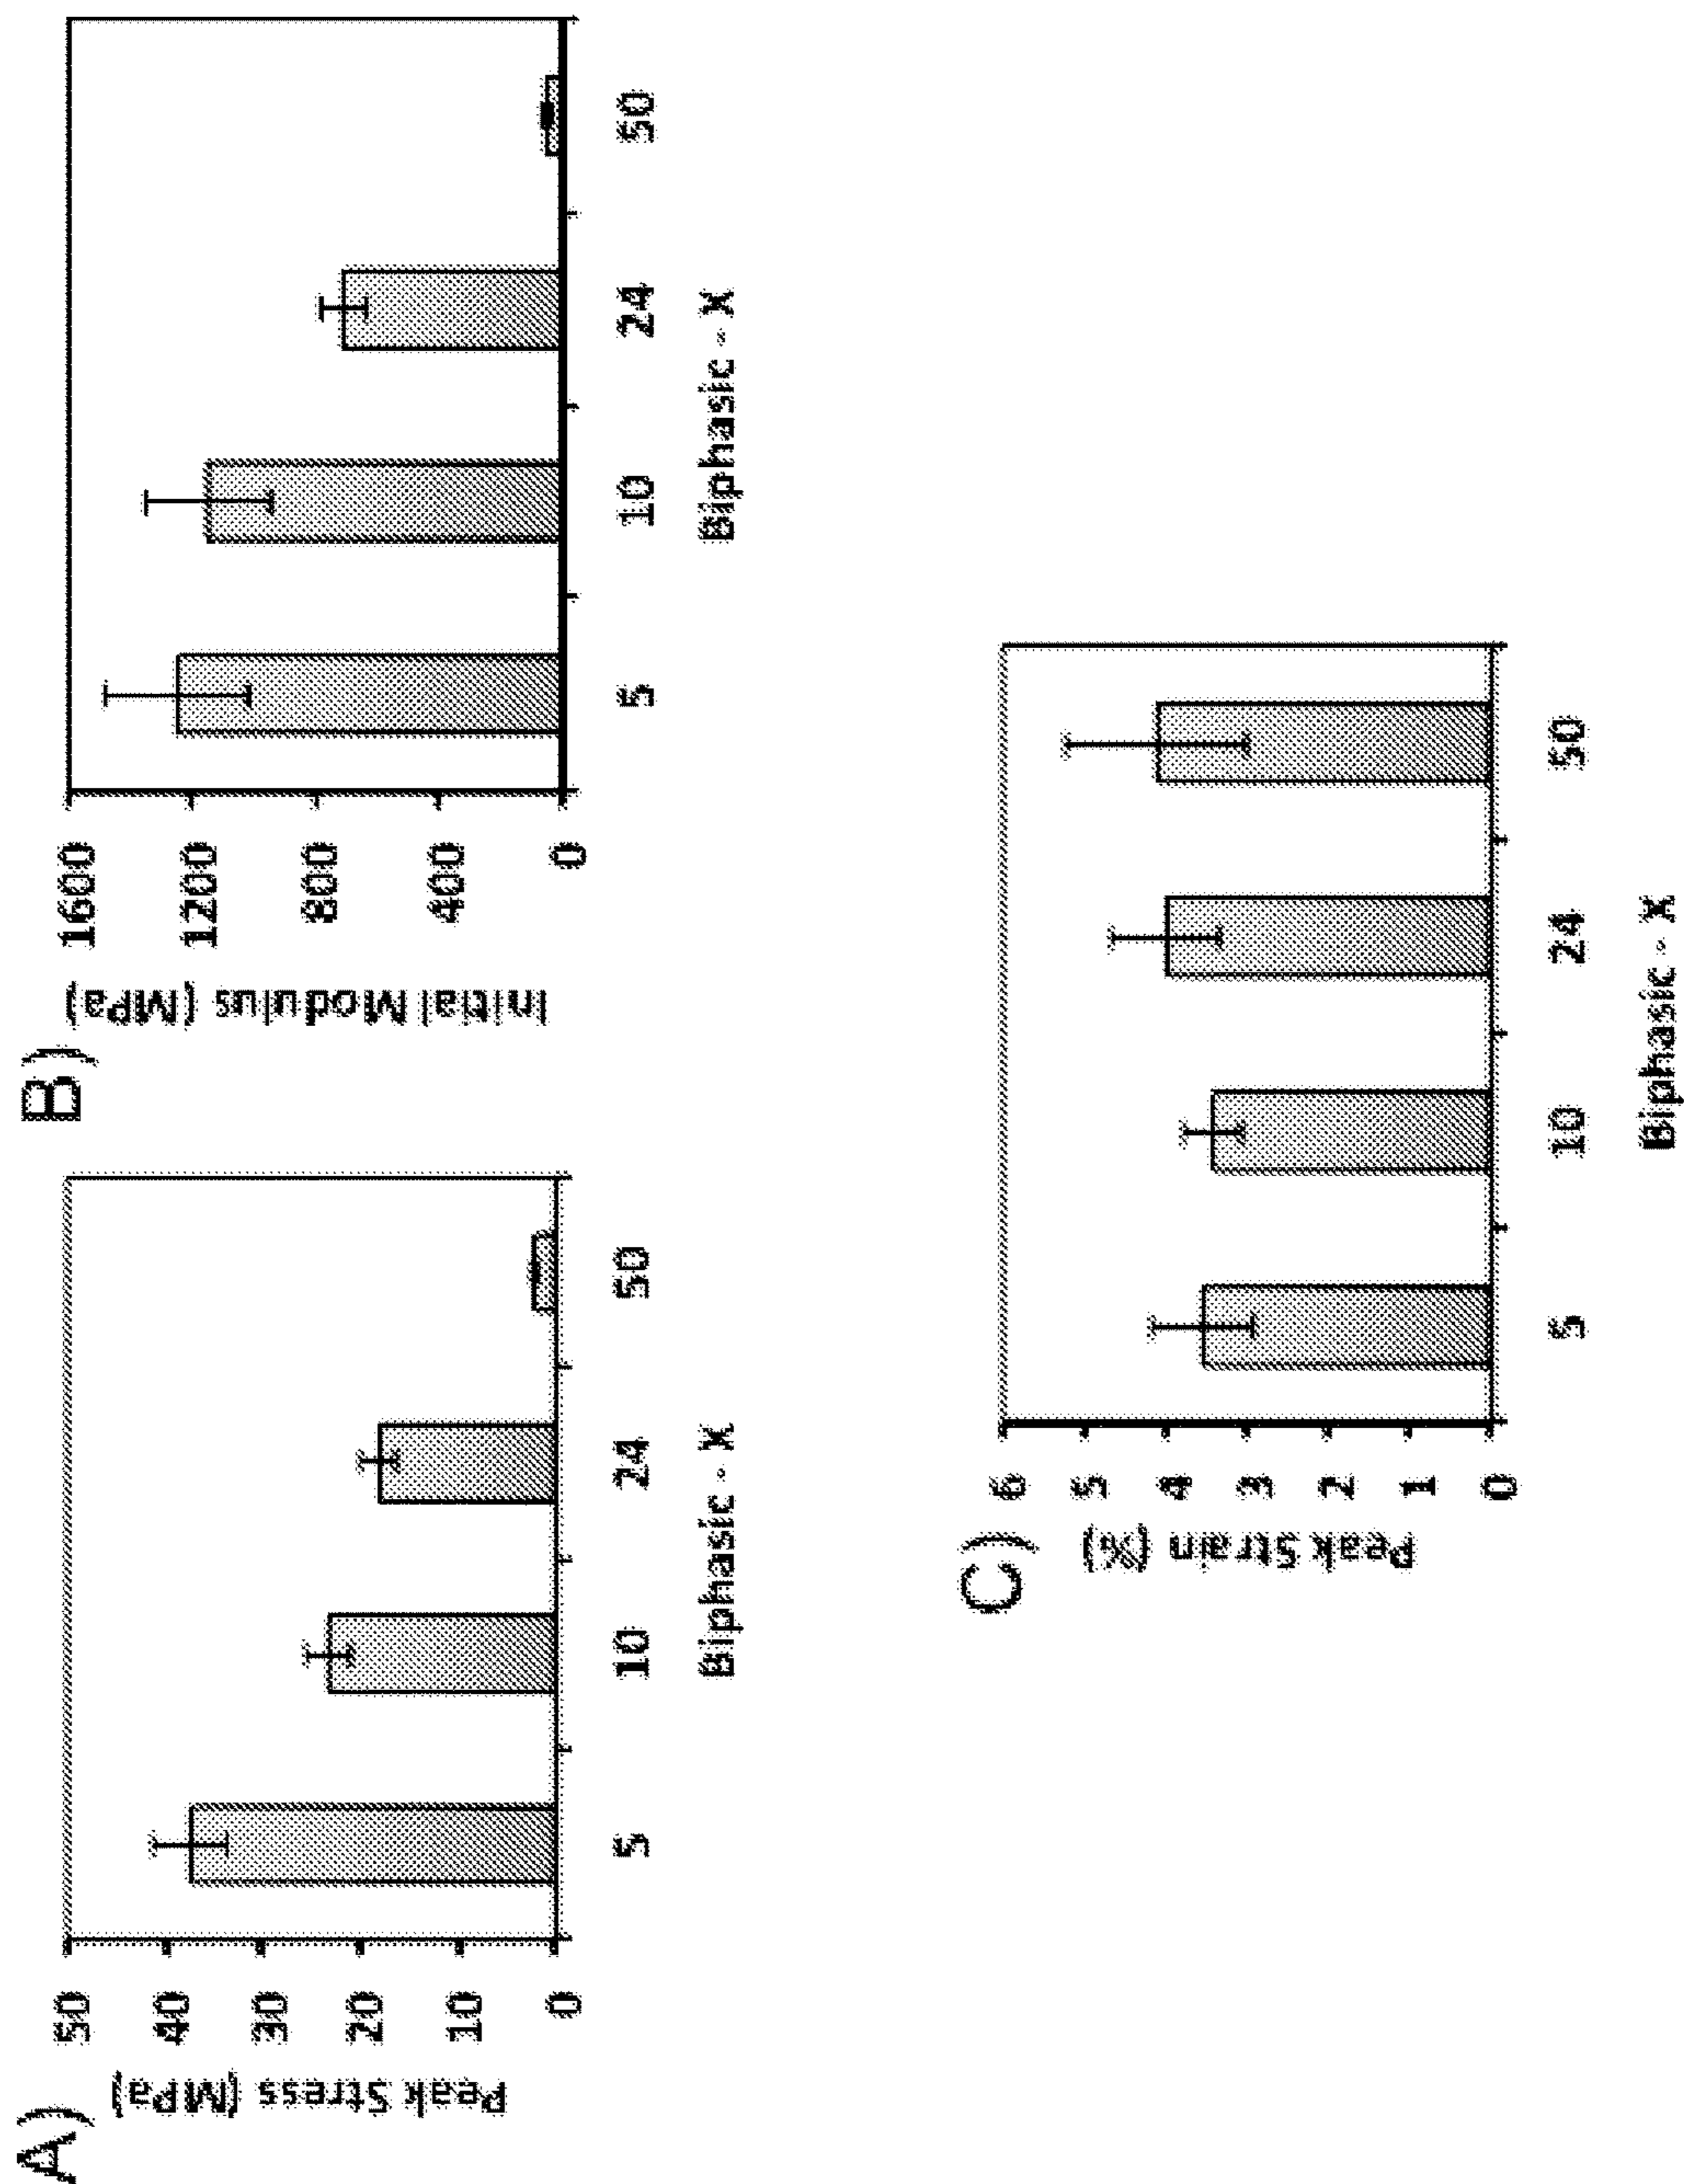 A)
Peak Stress (MPa)
50
40
30
20
10
0
5 10 24 50
Biphasic - X
B)
Initial Modulus (MPa)
1600
1200
800
400
0
5 10 24 50
Biphasic - X
C)
Peak Strain (%)
6
5
4
3
2
1
0
5 10 24 50
Biphasic - X